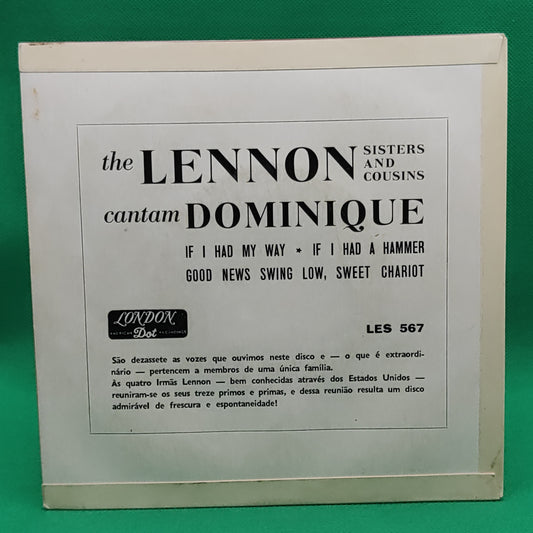 the LENNON SISTERS AND COUSINS
cantam DOMINIQUE
IF I HAD MY WAY ★ IF I HAD A HAMMER
GOOD NEWS SWING LOW, SWEET CHARIOT
LONDON
AMERICAN Dot RECORDINGS
LES 567
São dezassete as vozes que ouvimos neste disco e — o que é extraordi-
nário — pertencem a membros de uma única família.
Às quatro Irmãs Lennon — bem conhecidas através dos Estados Unidos —
reuniram-se os seus treze primos e primas, e dessa reunião resulta um disco
admirável de frescura e espontaneidade!